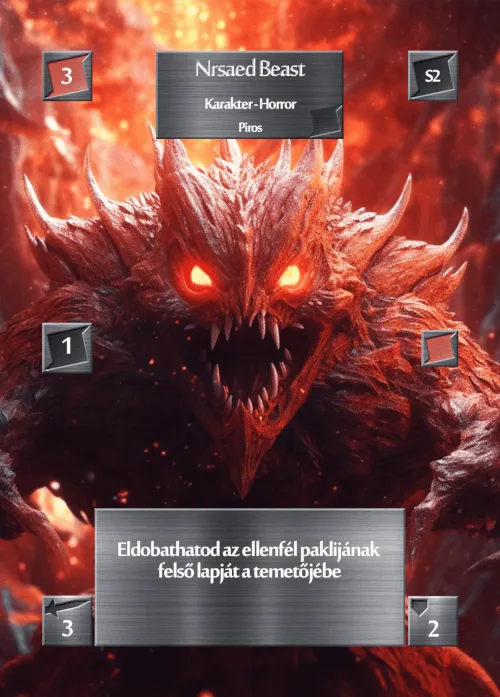 3
Nrsaed Beast
S2
Karakter - Horror
Piros
1
Eldobathatod az ellenfél paklijának
felső lapját a temetőjébe
3
2